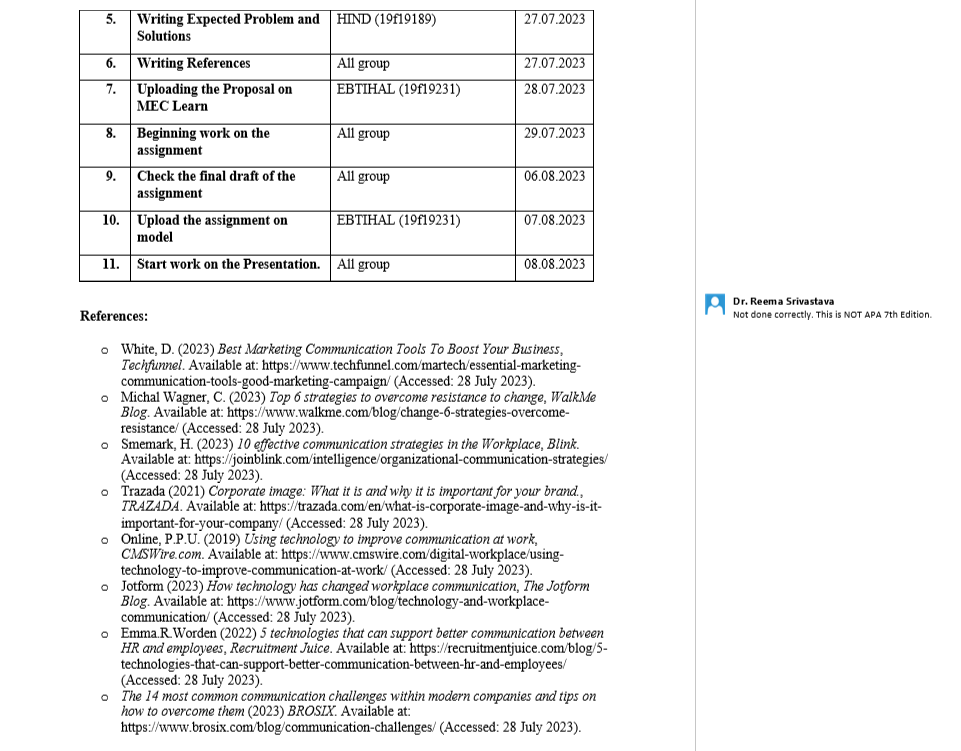 5. Writing Expected Problem and HIND (19f19189) 27.07.2023
Solutions
6. Writing References All group 27.07.2023
7. Uploading the Proposal on EBTIHAL (19f19231) 28.07.2023
MEC Learn
8. Beginning work on the All group 29.07.2023
assignment
9. Check the final draft of the All group 06.08.2023
assignment
10. Upload the assignment on EBTIHAL (19f19231) 07.08.2023
model
11. Start work on the Presentation. All group 08.08.2023
References:
Dr. Reema Srivastava
Not done correctly. This is NOT APA 7th Edition.
o White, D. (2023) Best Marketing Communication Tools To Boost Your Business,
Techfunnel. Available at: https://www.techfunnel.com/martech/essential-marketing-
communication-tools-good-marketing-campaign/ (Accessed: 28 July 2023).
o Michal Wagner, C. (2023) Top 6 strategies to overcome resistance to change, WalkMe
Blog. Available at: https://www.walkme.com/blog/change-6-strategies-overcome-
resistance/ (Accessed: 28 July 2023).
o Smemark, H. (2023) 10 effective communication strategies in the Workplace, Blink.
Available at: https://joinblink.com/intelligence/organizational-communication-strategies/
(Accessed: 28 July 2023).
o Trazada (2021) Corporate image: What it is and why it is important for your brand.,
TRAZADA. Available at: https://trazada.com/en/what-is-corporate-image-and-why-is-it-
important-for-your-company/ (Accessed: 28 July 2023).
o Online, P.P.U. (2019) Using technology to improve communication at work,
CMSWire.com. Available at: https://www.cmswire.com/digital-workplace/using-
technology-to-improve-communication-at-work/ (Accessed: 28 July 2023).
o Jotform (2023) How technology has changed workplace communication, The Jotform
Blog. Available at: https://www.jotform.com/blog/technology-and-workplace-
communication/ (Accessed: 28 July 2023).
o Emma.R.Worden (2022) 5 technologies that can support better communication between
HR and employees, Recruitment Juice. Available at: https://recruitmentjuice.com/blog/5-
technologies-that-can-support-better-communication-between-hr-and-employees/
(Accessed: 28 July 2023).
o The 14 most common communication challenges within modern companies and tips on
how to overcome them (2023) BROSIX. Available at:
https://www.brosix.com/blog/communication-challenges/ (Accessed: 28 July 2023).